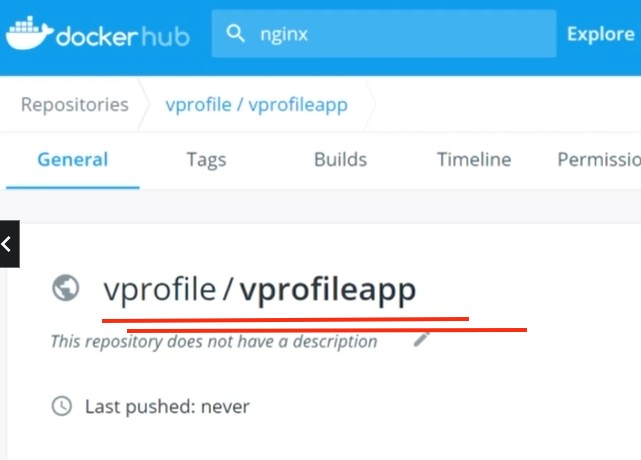 dockerhub nginx Explore
Repositories vprofile / vprofileapp
General Tags Builds Timeline Permissio
vprofile / vprofileapp
This repository does not have a description
Last pushed: never